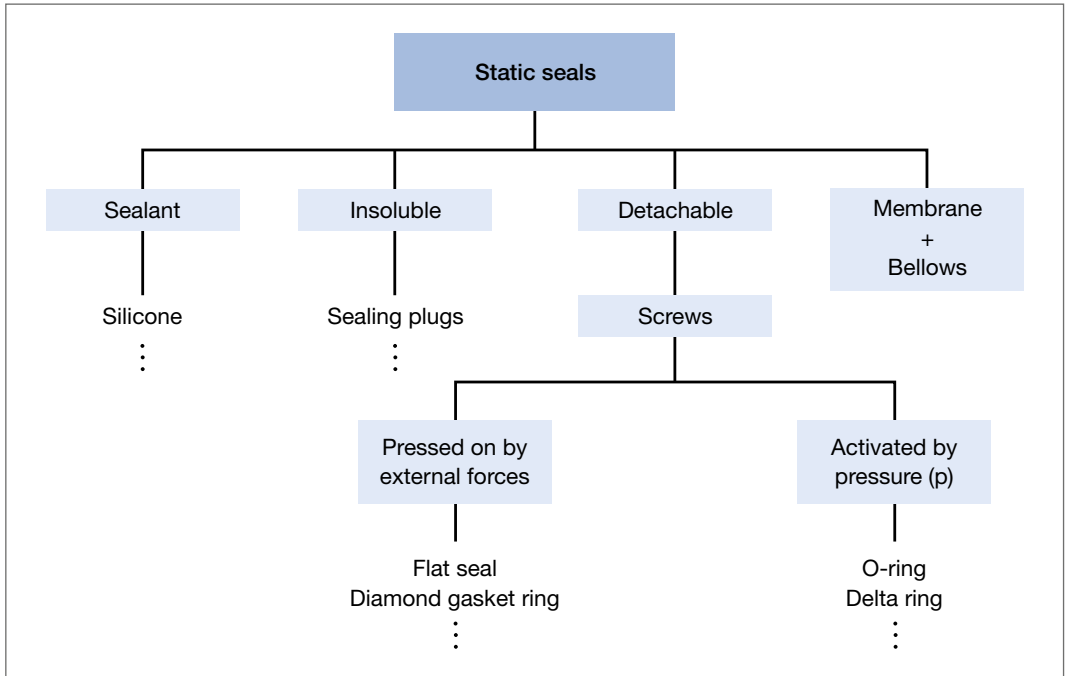 Static seals
Sealant
Insoluble
Detachable
Membrane
+
Bellows
Silicone
Sealing plugs
Screws
Pressed on by
external forces
Activated by
pressure (p)
Flat seal
Diamond gasket ring
O-ring
Delta ring